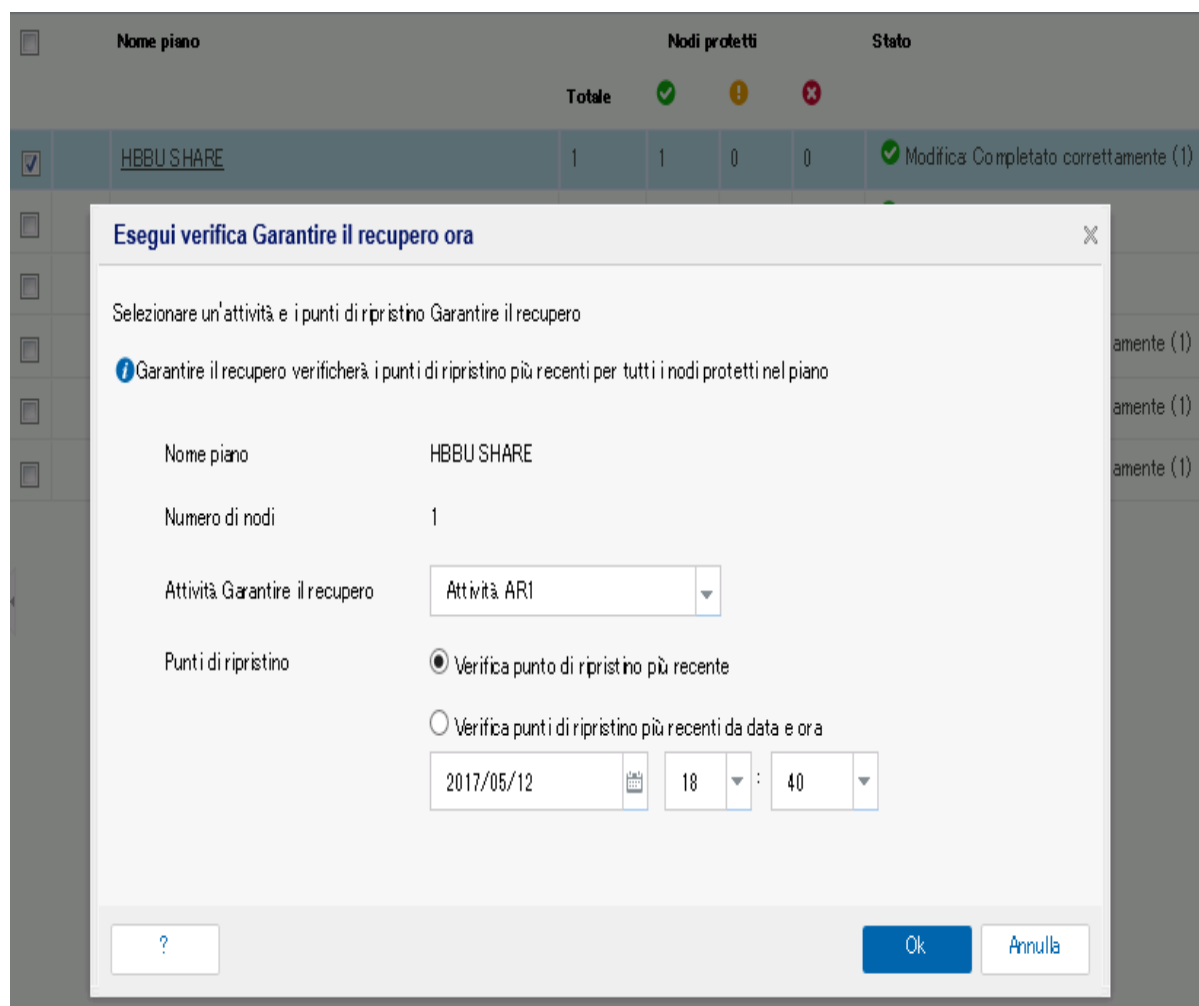 Nome piano Nodi protetti Stato
Totale
HBBU SHARE 1 1 0 0 Modifica: Completato correttamente (1)
Esegui verifica Garantire il recupero ora
Selezionare un'attività e i punti di ripristino Garantire il recupero
Garantire il recupero verificherà i punti di ripristino più recenti per tutti i nodi protetti nel piano
amente (1)
amente (1)
amente (1)
Nome piano HBBU SHARE
Numero di nodi 1
Attività Garantire il recupero Attività AR1
Punti di ripristino Verifica punto di ripristino più recente
Verifica punti di ripristino più recenti da data e ora
2017/05/12 18 : 40
? Ok Annulla